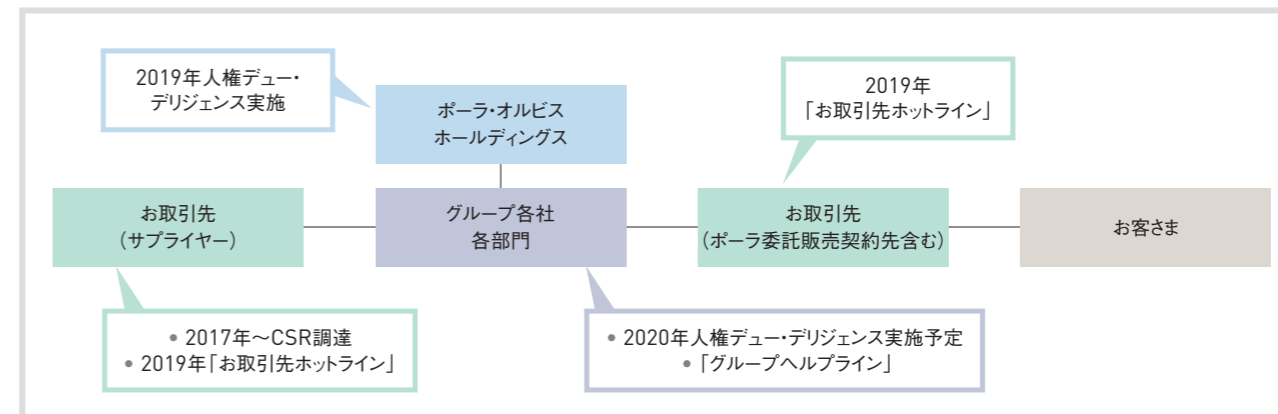 2019年人権デュー・
デリジェンス実施
ポーラ・オルビス
ホールディングス
2019年
「お取引先ホットライン」
お取引先
(サプライヤー)
グループ各社
各部門
お取引先
(ポーラ委託販売契約先含む)
お客さま
• 2017年～CSR調達
• 2019年「お取引先ホットライン」
• 2020年人権デュー・デリジェンス実施予定
• 「グループヘルプライン」